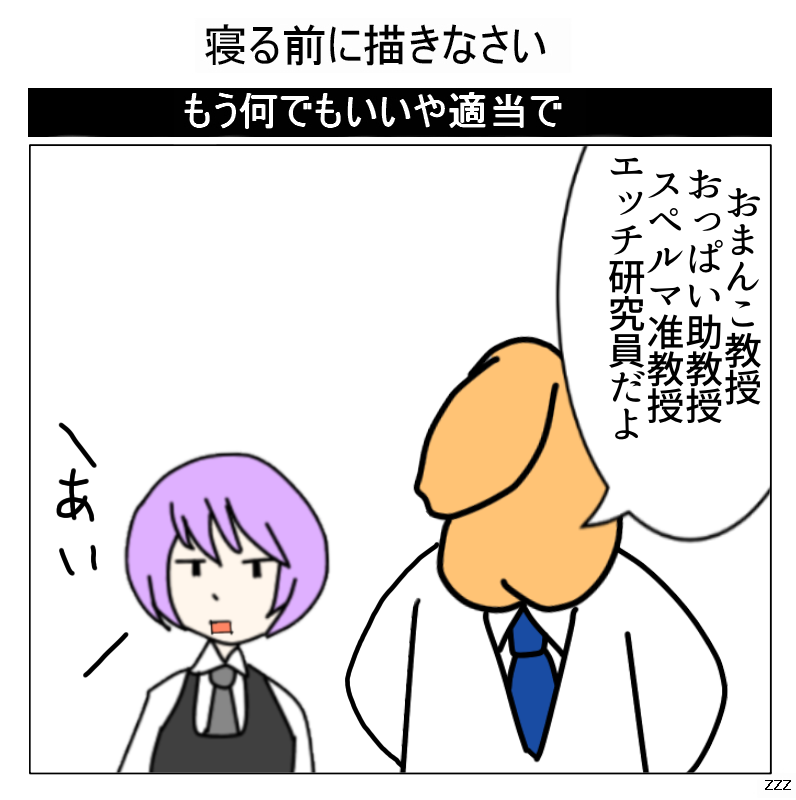 寝る前に描きなさい
もう何でもいいや適当で
おまんこ教授
おっぱい助教授
スペルマ准教授
エッチ研究員だよ
あい
zzz